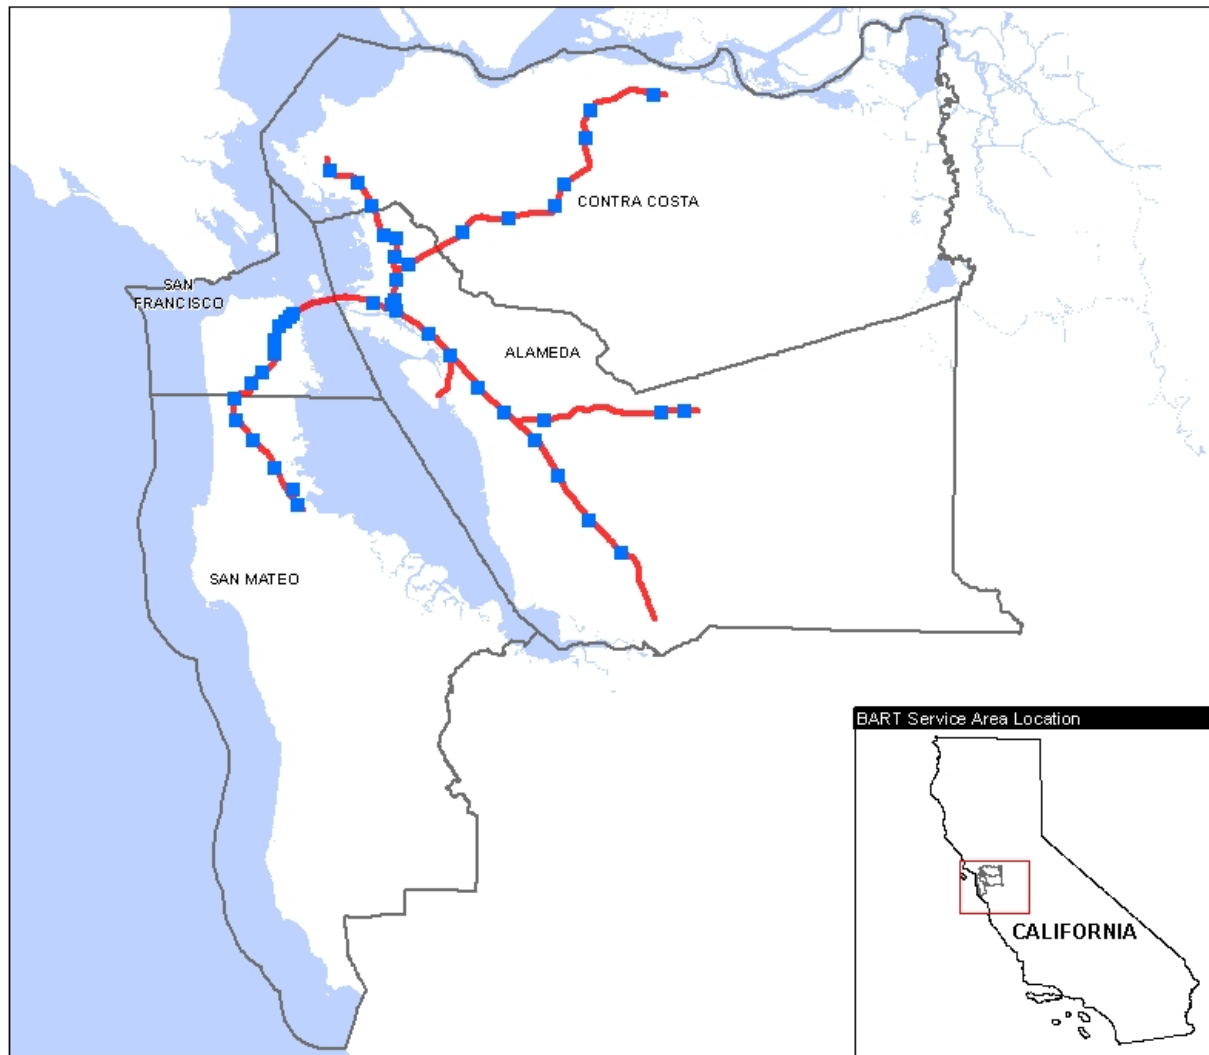 CONTRA COSTA
SAN
FRANCISCO
ALAMEDA
SAN MATEO
BART Service Area Location
CALIFORNIA